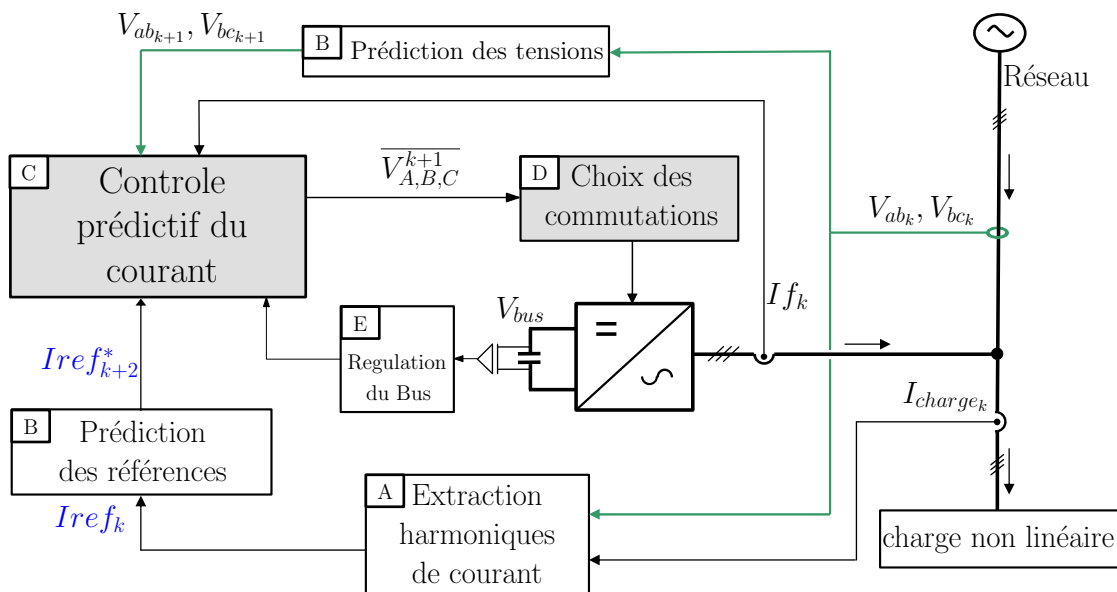 V_{ab_{k+1}}, V_{bc_{k+1}}
B
Prédiction des tensions
Réseau
C
Controle
prédictif du
courant
\overline{V_{A,B,C}^{k+1}}
D
Choix des
commutations
V_{ab_k}, V_{bc_k}
If_k
V_{bus}
E
Regulation
du Bus
Iref^*_{k+2}
I_{charge_k}
B
Prédiction
des références
Iref_k
A
Extraction
harmoniques
de courant
charge non linéaire